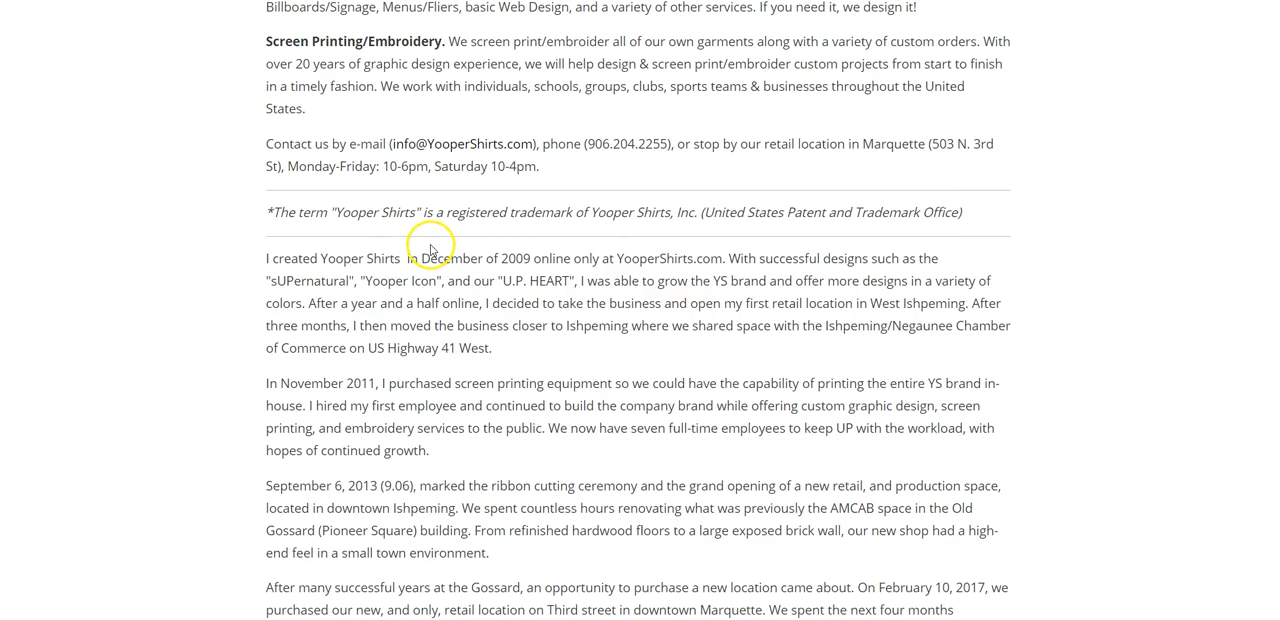 Billboards/Signage, Menus/Fliers, basic Web Design, and a variety of other services. If you need it, we design it!
Screen Printing/Embroidery. We screen print/embroider all of our own garments along with a variety of custom orders. With
over 20 years of graphic design experience, we will help design & screen print/embroider custom projects from start to finish
in a timely fashion. We work with individuals, schools, groups, clubs, sports teams & businesses throughout the United
States.
Contact us by e-mail (info@YooperShirts.com), phone (906.204.2255), or stop by our retail location in Marquette (503 N. 3rd
St), Monday-Friday: 10-6pm, Saturday 10-4pm.
*The term "Yooper Shirts" is a registered trademark of Yooper Shirts, Inc. (United States Patent and Trademark Office)
I created Yooper Shirts in December of 2009 online only at YooperShirts.com. With successful designs such as the
"sUPernatural", "Yooper Icon", and our "U.P. HEART", I was able to grow the YS brand and offer more designs in a variety of
colors. After a year and a half online, I decided to take the business and open my first retail location in West Ishpeming. After
three months, I then moved the business closer to Ishpeming where we shared space with the Ishpeming/Negaunee Chamber
of Commerce on US Highway 41 West.
In November 2011, I purchased screen printing equipment so we could have the capability of printing the entire YS brand in-
house. I hired my first employee and continued to build the company brand while offering custom graphic design, screen
printing, and embroidery services to the public. We now have seven full-time employees to keep UP with the workload, with
hopes of continued growth.
September 6, 2013 (9.06), marked the ribbon cutting ceremony and the grand opening of a new retail, and production space,
located in downtown Ishpeming. We spent countless hours renovating what was previously the AMCAB space in the Old
Gossard (Pioneer Square) building. From refinished hardwood floors to a large exposed brick wall, our new shop had a high-
end feel in a small town environment.
After many successful years at the Gossard, an opportunity to purchase a new location came about. On February 10, 2017, we
purchased our new, and only, retail location on Third street in downtown Marquette. We spent the next four months